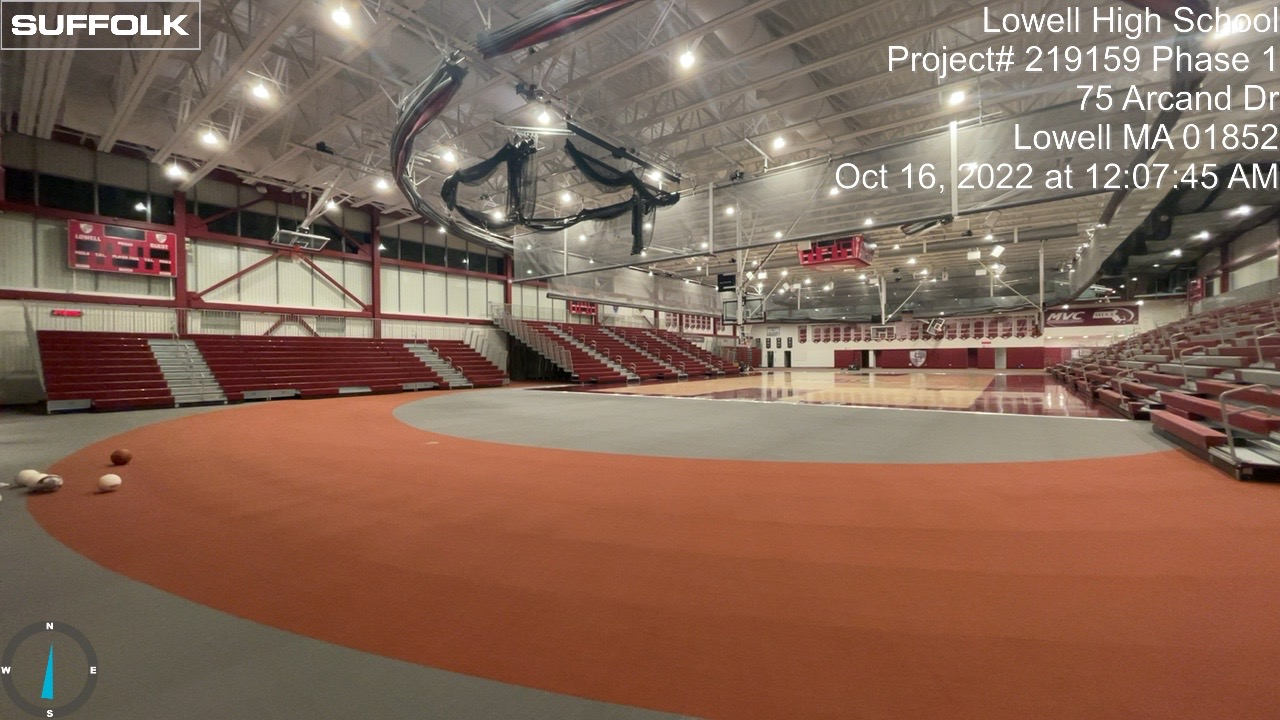 SUFFOLK
Lowell High School
Project# 219159 Phase 1
75 Arcand Dr
Lowell MA 01852
Oct 16, 2022 at 12:07:45 AM
LOWELL
GUEST
MVC
N
W
E
S